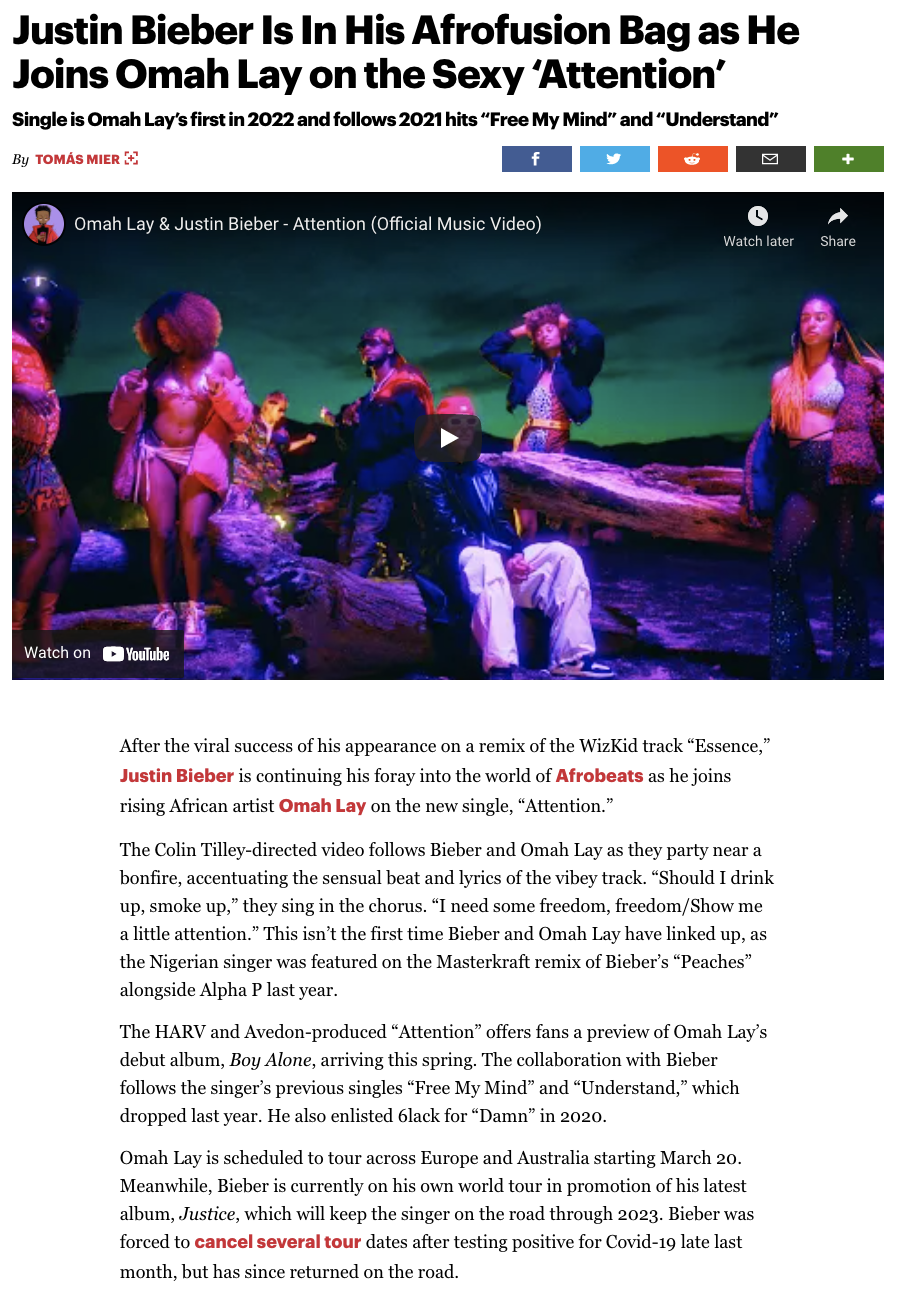 Justin Bieber Is In His Afrofusion Bag as He
Joins Omah Lay on the Sexy ‘Attention’
Single is Omah Lay’s first in 2022 and follows 2021 hits “Free My Mind” and “Understand”
By TOMÁS MIER
Omah Lay & Justin Bieber - Attention (Official Music Video)
Watch later
Share
Watch on YouTube
After the viral success of his appearance on a remix of the WizKid track “Essence,”
Justin Bieber is continuing his foray into the world of Afrobeats as he joins
rising African artist Omah Lay on the new single, “Attention.”
The Colin Tilley-directed video follows Bieber and Omah Lay as they party near a
bonfire, accentuating the sensual beat and lyrics of the vibey track. “Should I drink
up, smoke up,” they sing in the chorus. “I need some freedom, freedom/Show me
a little attention.” This isn’t the first time Bieber and Omah Lay have linked up, as
the Nigerian singer was featured on the Masterkraft remix of Bieber’s “Peaches”
alongside Alpha P last year.
The HARV and Avedon-produced “Attention” offers fans a preview of Omah Lay’s
debut album, Boy Alone, arriving this spring. The collaboration with Bieber
follows the singer’s previous singles “Free My Mind” and “Understand,” which
dropped last year. He also enlisted 6lack for “Damn” in 2020.
Omah Lay is scheduled to tour across Europe and Australia starting March 20.
Meanwhile, Bieber is currently on his own world tour in promotion of his latest
album, Justice, which will keep the singer on the road through 2023. Bieber was
forced to cancel several tour dates after testing positive for Covid-19 late last
month, but has since returned on the road.